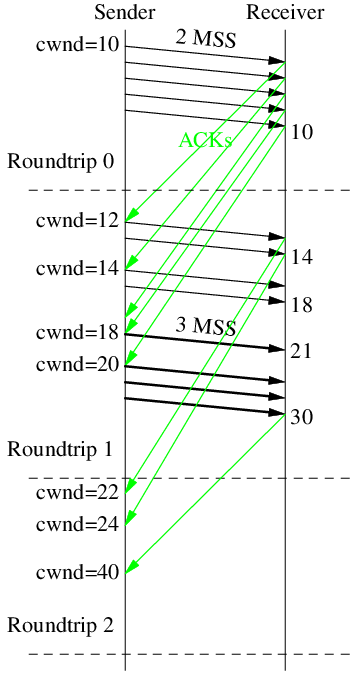 Sender Receiver
cwnd=10
2 MSS
10
ACKs
Roundtrip 0
cwnd=12
14
cwnd=14
18
cwnd=18
3 MSS
21
cwnd=20
30
Roundtrip 1
cwnd=22
cwnd=24
cwnd=40
Roundtrip 2